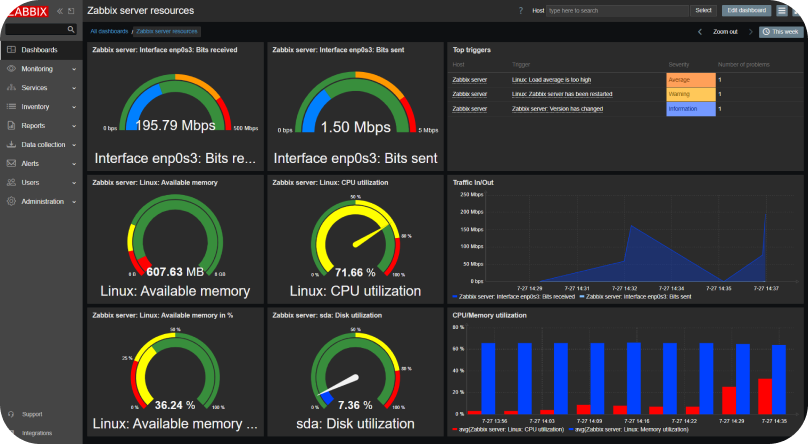 ZABBIX
Zabbix server resources
? Host type here to search Select Edit dashboard
All dashboards / Zabbix server resources
Zoom out This week
Dashboards
Monitoring
Services
Inventory
Reports
Data collection
Alerts
Users
Administration
Support
Integrations
Zabbix server: Interface enp0s3: Bits received
0 bps 195.79 Mbps 500 Mbps
Interface enp0s3: Bits re...
Zabbix server: Interface enp0s3: Bits sent
0 bps 1.50 Mbps 5 Mbps
Interface enp0s3: Bits sent
Top triggers
Host Trigger Severity Number of problems
Zabbix server Linux: Load average is too high Average 1
Zabbix server Linux: Zabbix server has been restarted Warning 1
Zabbix server Zabbix server: Version has changed Information 1
Zabbix server: Linux: Available memory
0 B 607.63 MB 8 GB
Linux: Available memory
Zabbix server: Linux: CPU utilization
50 %
80 %
0 % 71.66 % 100 %
Linux: CPU utilization
Traffic In/Out
250 Mbps
200 Mbps
150 Mbps
100 Mbps
50 Mbps
0 bps
7-27 14:29 7-27 14:31 7-27 14:32 7-27 14:34 7-27 14:35 7-27 14:37
Zabbix server: Interface enp0s3: Bits received Zabbix server: Interface enp0s3: Bits sent
Zabbix server: Linux: Available memory in %
50 %
25 %
0 % 36.24 % 100 %
Linux: Available memory ...
Zabbix server: sda: Disk utilization
50 %
80 %
0 % 7.36 % 100 %
sda: Disk utilization
CPU/Memory utilization
80 %
60 %
40 %
20 %
0 %
7-27 13:56 7-27 14:03 7-27 14:09 7-27 14:16 7-27 14:22 7-27 14:29 7-27 14:35
avg(Zabbix server: Linux: CPU utilization) avg(Zabbix server: Linux: Memory utilization)